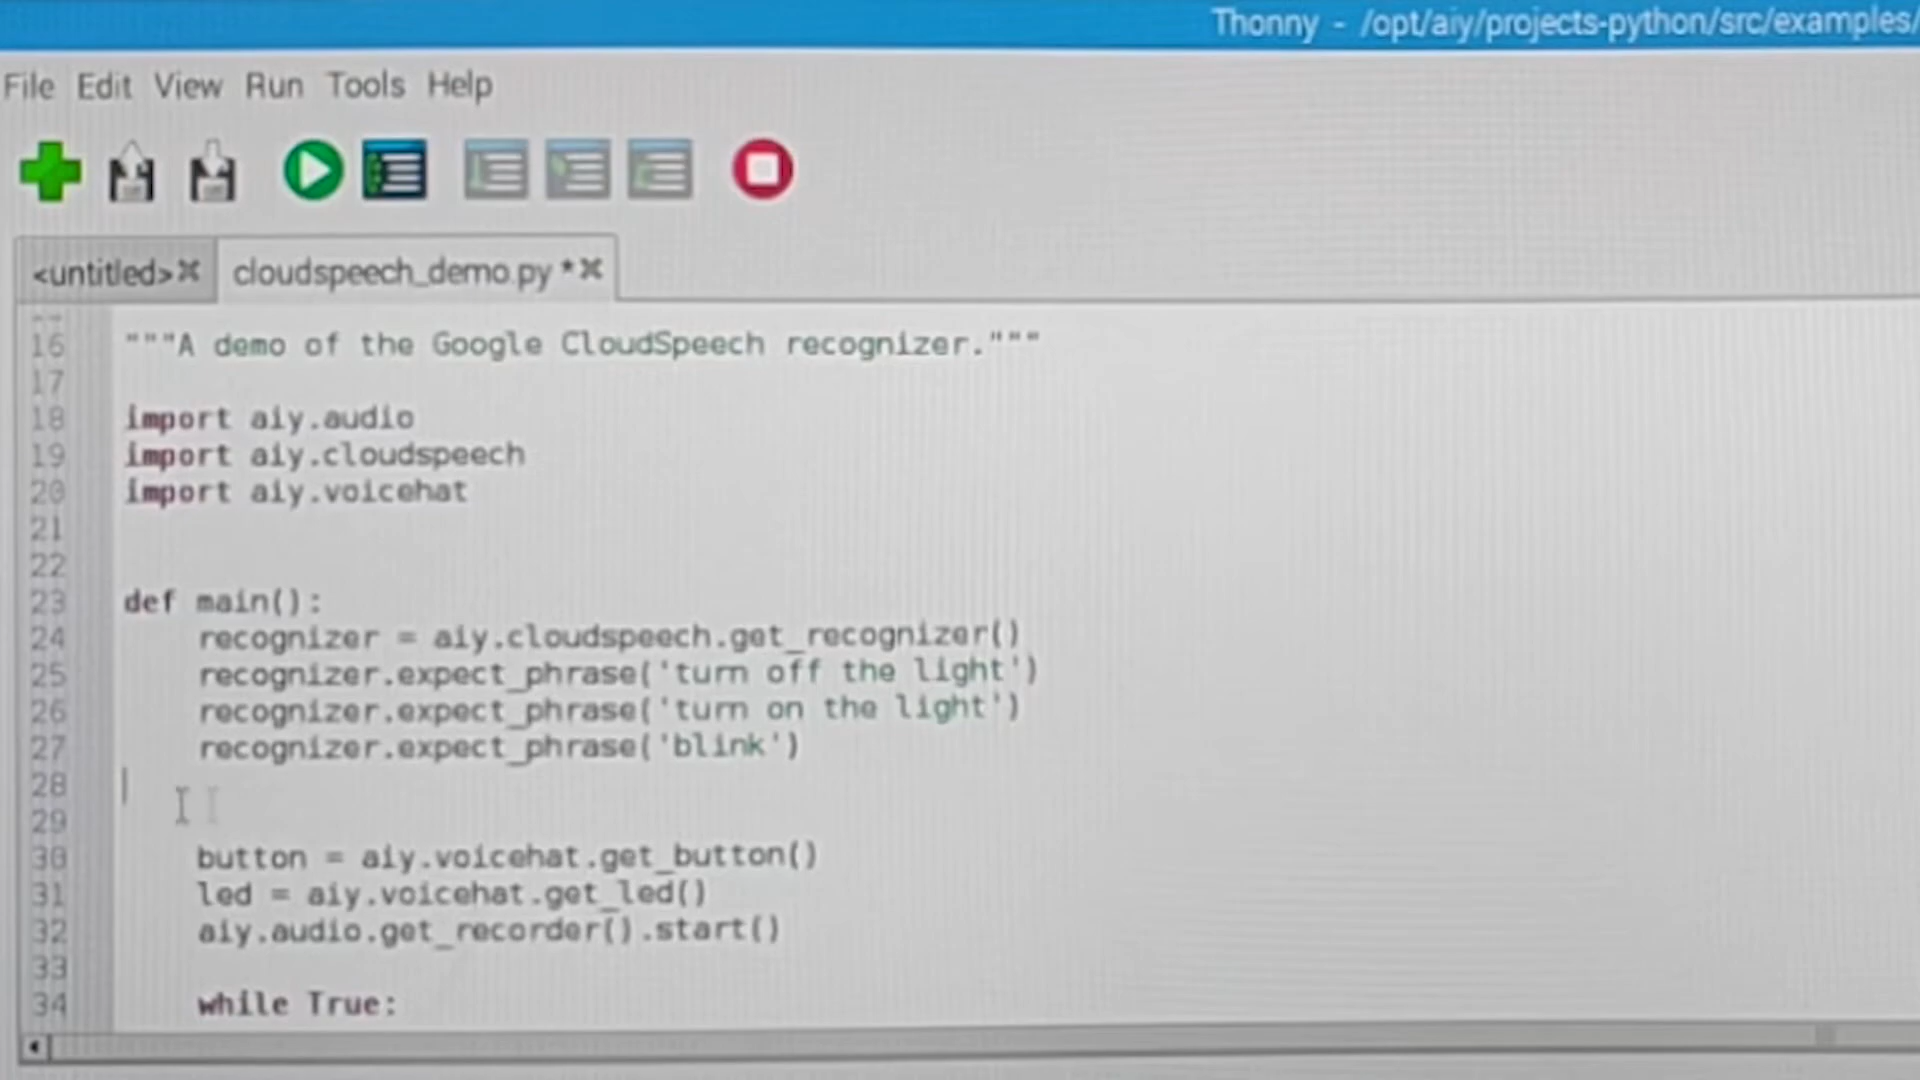 Thonny - /opt/aiy/projects-python/src/examples/
File Edit View Run Tools Help
<untitled> cloudspeech_demo.py *
16 """A demo of the Google CloudSpeech recognizer."""
17
18 import aiy.audio
19 import aiy.cloudspeech
20 import aiy.voicehat
21
22
23 def main():
24 recognizer = aiy.cloudspeech.get_recognizer()
25 recognizer.expect_phrase('turn off the light')
26 recognizer.expect_phrase('turn on the light')
27 recognizer.expect_phrase('blink')
28
29
30 button = aiy.voicehat.get_button()
31 led = aiy.voicehat.get_led()
32 aiy.audio.get_recorder().start()
33
34 while True: